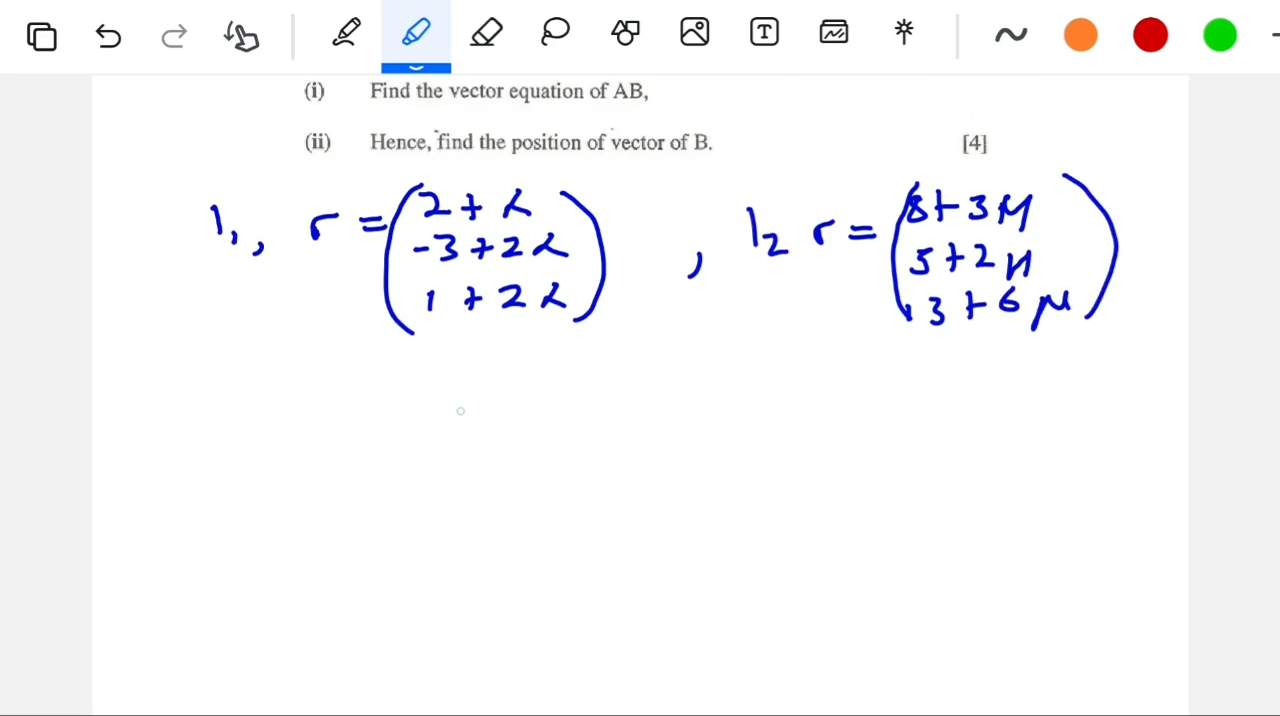 (i) Find the vector equation of AB,
(ii) Hence, find the position of vector of B. [4]
l₁, r = (2 + λ
-3 + 2λ
1 + 2λ)
, l₂ r = (8 + 3μ
5 + 2μ
13 + 6μ)